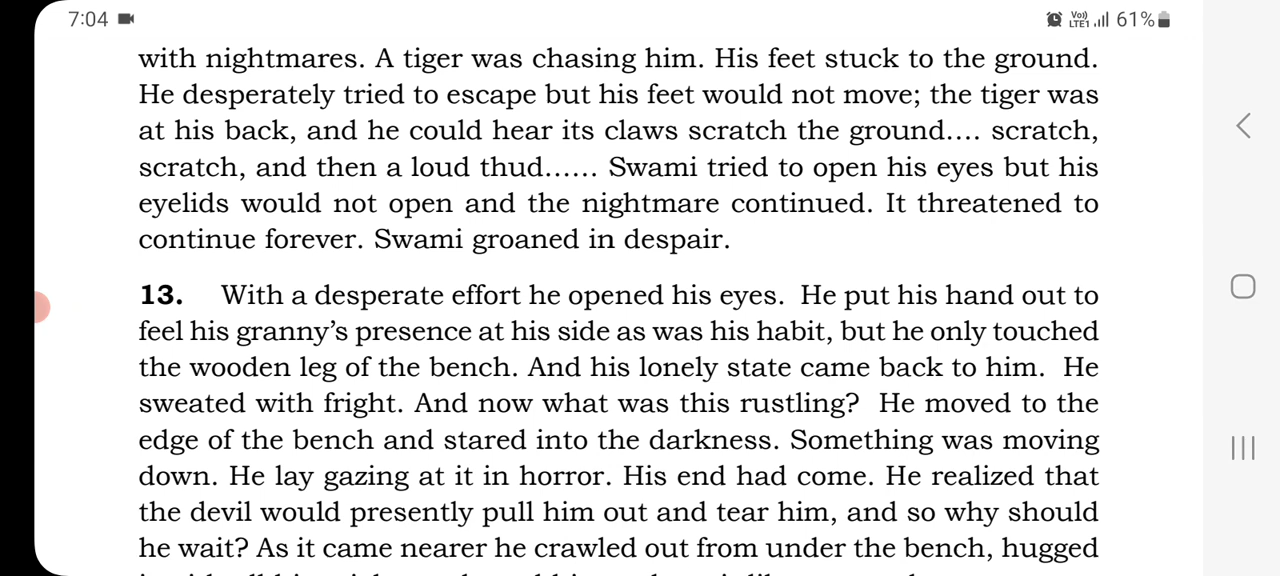 7:04
Vo)) LTE1 61%
with nightmares. A tiger was chasing him. His feet stuck to the ground.
He desperately tried to escape but his feet would not move; the tiger was
at his back, and he could hear its claws scratch the ground.... scratch,
scratch, and then a loud thud...... Swami tried to open his eyes but his
eyelids would not open and the nightmare continued. It threatened to
continue forever. Swami groaned in despair.
13. With a desperate effort he opened his eyes. He put his hand out to
feel his granny’s presence at his side as was his habit, but he only touched
the wooden leg of the bench. And his lonely state came back to him. He
sweated with fright. And now what was this rustling? He moved to the
edge of the bench and stared into the darkness. Something was moving
down. He lay gazing at it in horror. His end had come. He realized that
the devil would presently pull him out and tear him, and so why should
he wait? As it came nearer he crawled out from under the bench, hugged